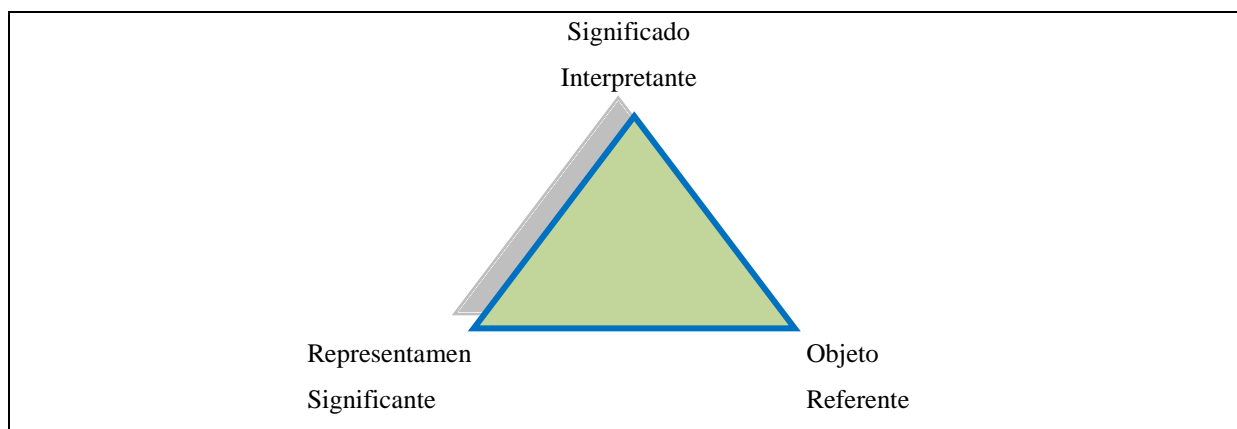 Significado
Interpretante
Representamen
Objeto
Significante
Referente